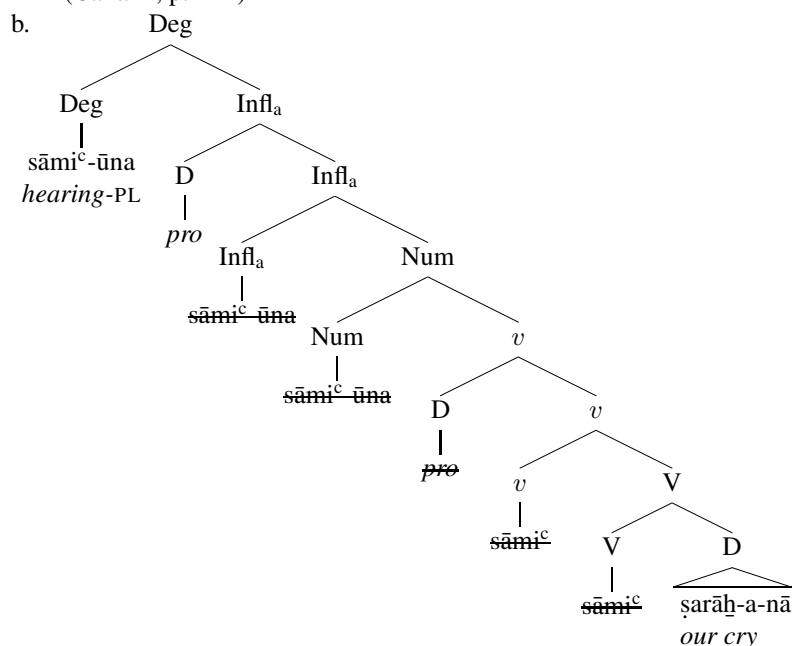 b.
Deg
Deg Inflₐ
sāmiᶜ-ūna D Inflₐ
hearing-PL
pro Inflₐ Num
sāmiᶜ-ūna Num v
sāmiᶜ-ūna D v
pro v V
sāmiᶜ V D
sāmiᶜ ṣarāẖ-a-nā
our cry